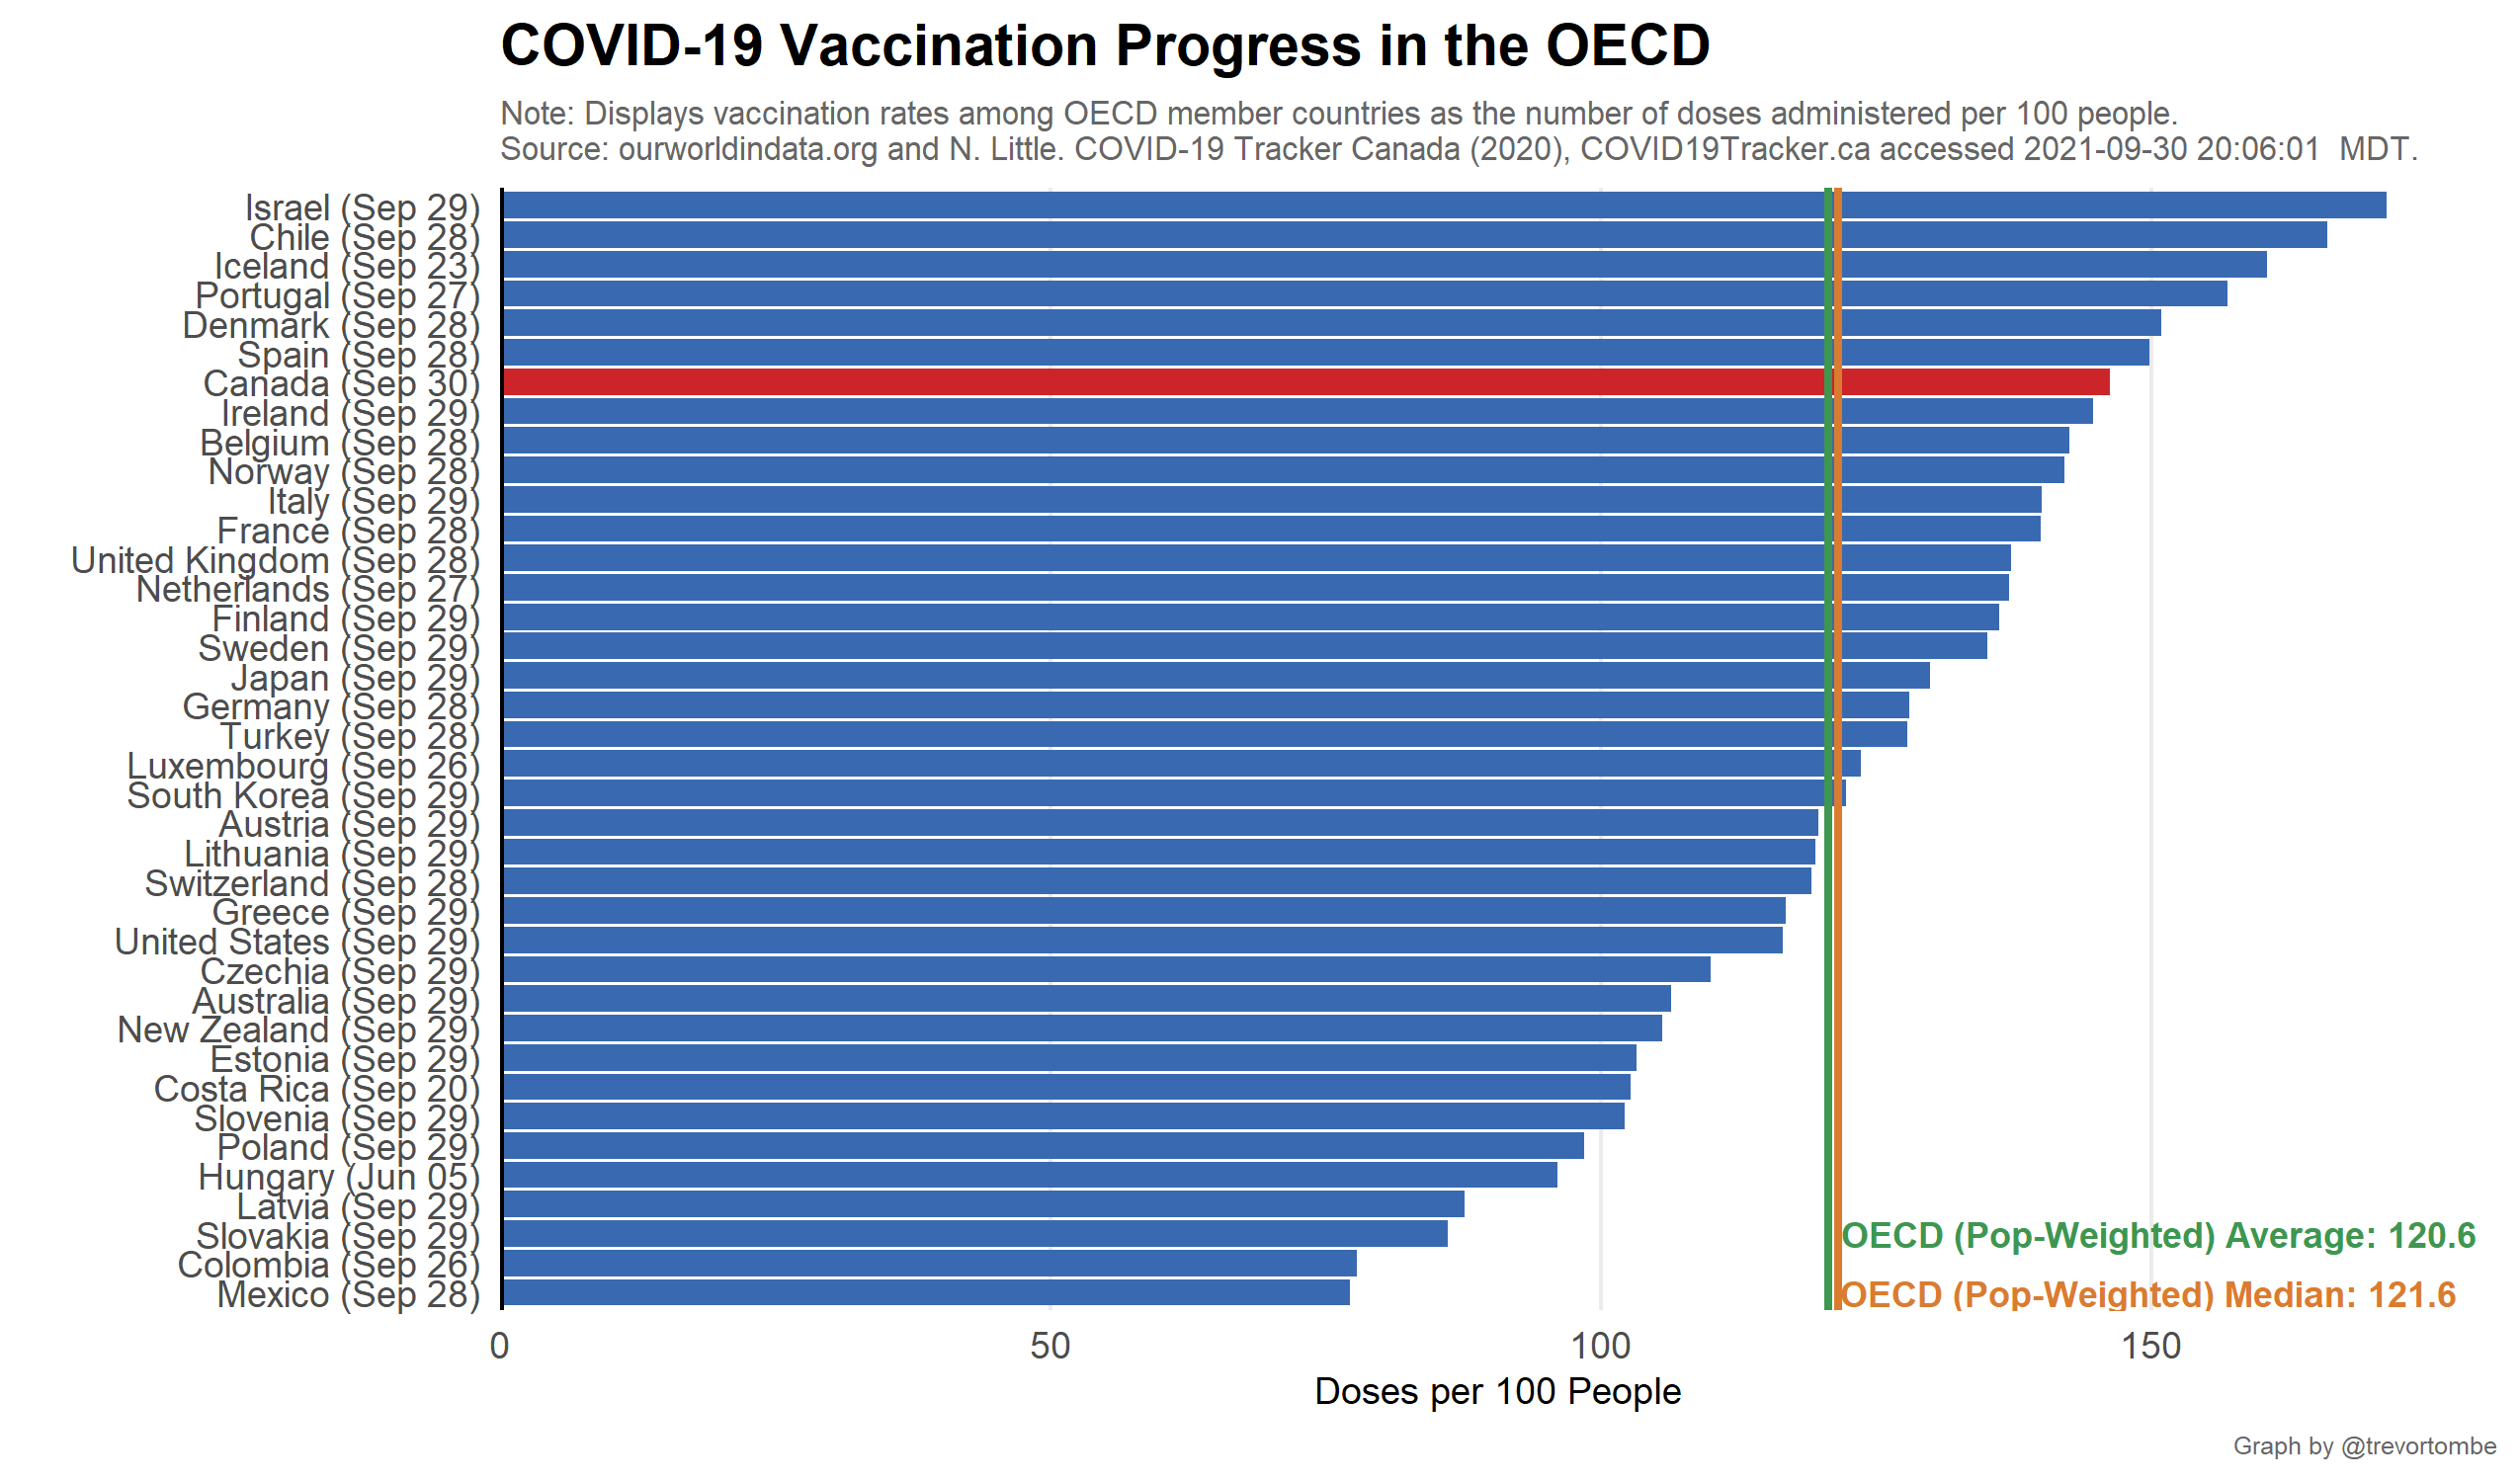 COVID-19 Vaccination Progress in the OECD
Note: Displays vaccination rates among OECD member countries as the number of doses administered per 100 people.
Source: ourworldindata.org and N. Little. COVID-19 Tracker Canada (2020), COVID19Tracker.ca accessed 2021-09-30 20:06:01  MDT.
Israel (Sep 29)
Chile (Sep 28)
Iceland (Sep 23)
Portugal (Sep 27)
Denmark (Sep 28)
Spain (Sep 28)
Canada (Sep 30)
Ireland (Sep 29)
Belgium (Sep 28)
Norway (Sep 28)
Italy (Sep 29)
France (Sep 28)
United Kingdom (Sep 28)
Netherlands (Sep 27)
Finland (Sep 29)
Sweden (Sep 29)
Japan (Sep 29)
Germany (Sep 28)
Turkey (Sep 28)
Luxembourg (Sep 26)
South Korea (Sep 29)
Austria (Sep 29)
Lithuania (Sep 29)
Switzerland (Sep 28)
Greece (Sep 29)
United States (Sep 29)
Czechia (Sep 29)
Australia (Sep 29)
New Zealand (Sep 29)
Estonia (Sep 29)
Costa Rica (Sep 20)
Slovenia (Sep 29)
Poland (Sep 29)
Hungary (Jun 05)
Latvia (Sep 29)
Slovakia (Sep 29)
Colombia (Sep 26)
Mexico (Sep 28)
OECD (Pop-Weighted) Average: 120.6
OECD (Pop-Weighted) Median: 121.6
0 50 100 150
Doses per 100 People
Graph by @trevortombe